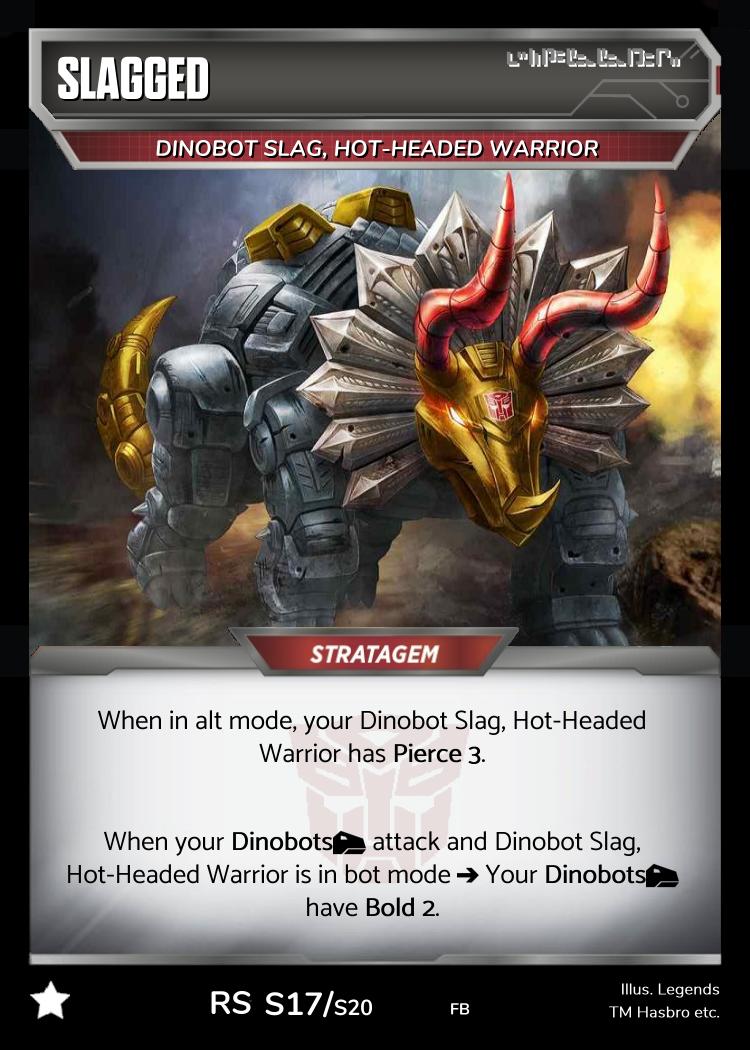 SLAGGED
DINOBOT SLAG, HOT-HEADED WARRIOR
STRATAGEM
When in alt mode, your Dinobot Slag, Hot-Headed
Warrior has Pierce 3.
When your Dinobots attack and Dinobot Slag,
Hot-Headed Warrior is in bot mode ➔ Your Dinobots
have Bold 2.
RS S17/S20
FB
Illus. Legends
TM Hasbro etc.